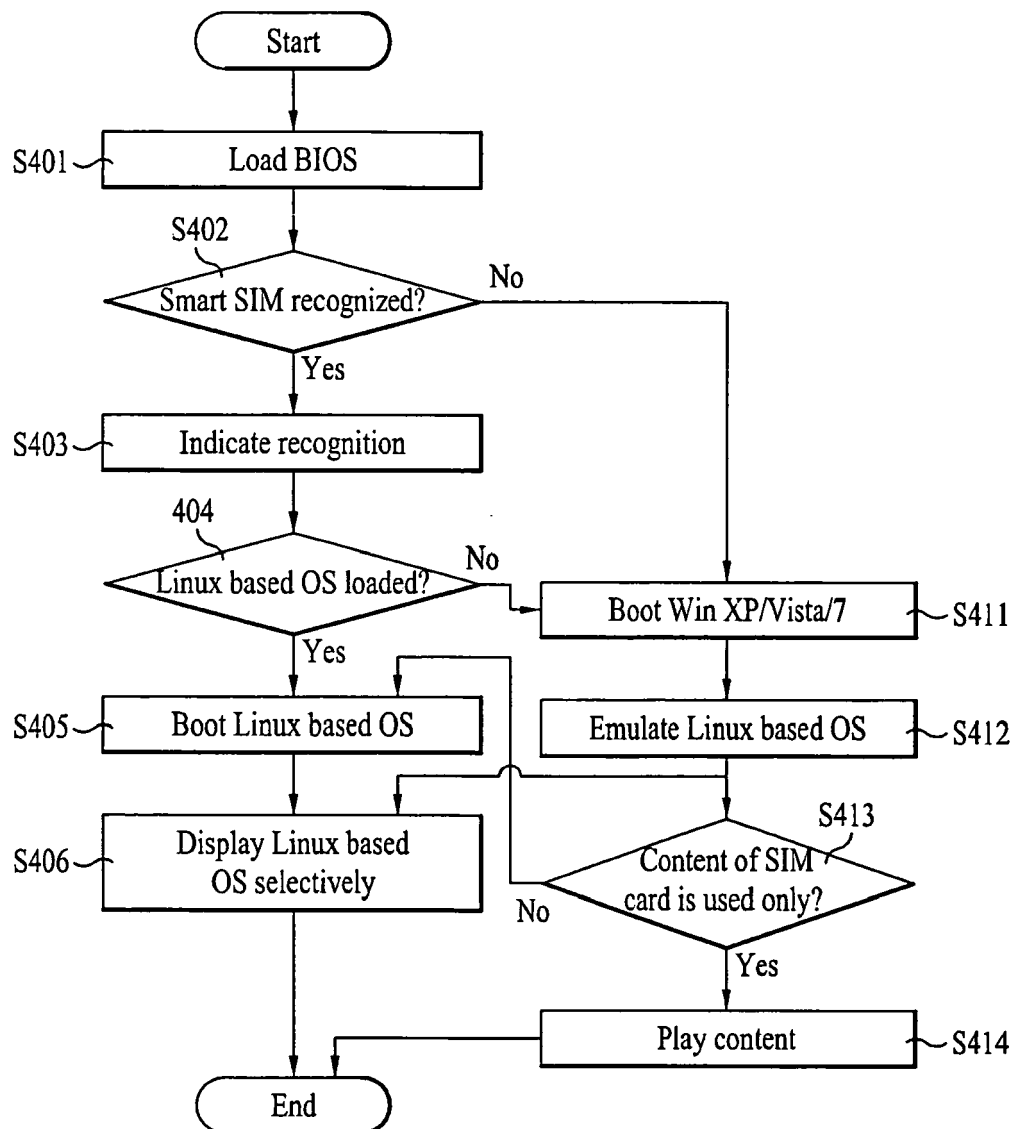 Start
S401
Load BIOS
S402
Smart SIM recognized?
No
Yes
S403
Indicate recognition
404
Linux based OS loaded?
No
Yes
Boot Win XP/Vista/7
S411
S405
Boot Linux based OS
Emulate Linux based OS
S412
S406
Display Linux based
OS selectively
S413
Content of SIM
card is used only?
No
Yes
Play content
S414
End